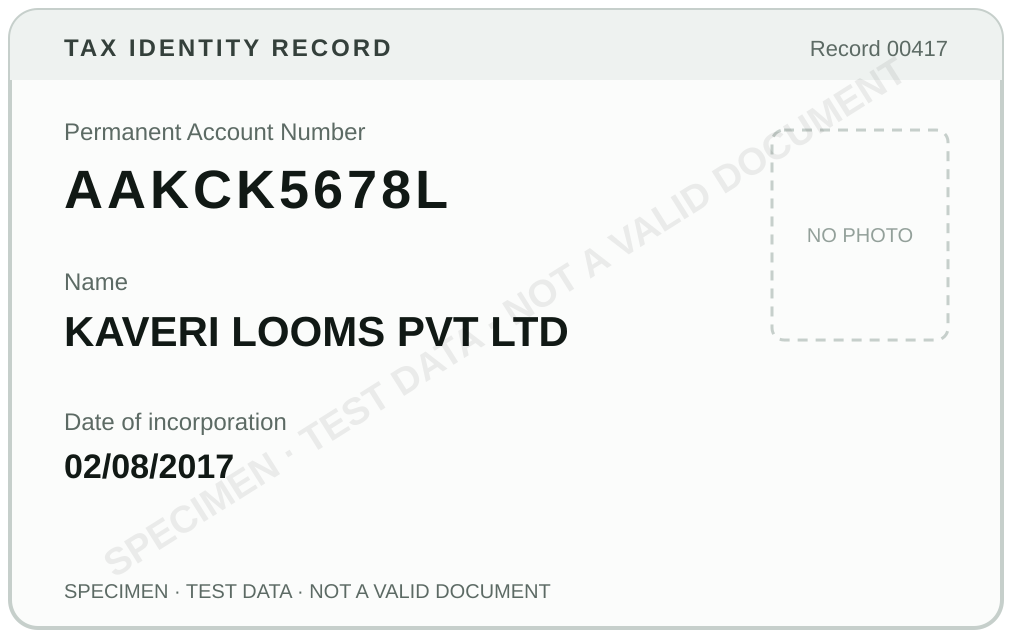 TAX IDENTITY RECORD
Record 00417
Permanent Account Number
AAKCK5678L
NO PHOTO
Name
KAVERI LOOMS PVT LTD
Date of incorporation
02/08/2017
SPECIMEN · TEST DATA · NOT A VALID DOCUMENT
SPECIMEN · TEST DATA · NOT A VALID DOCUMENT